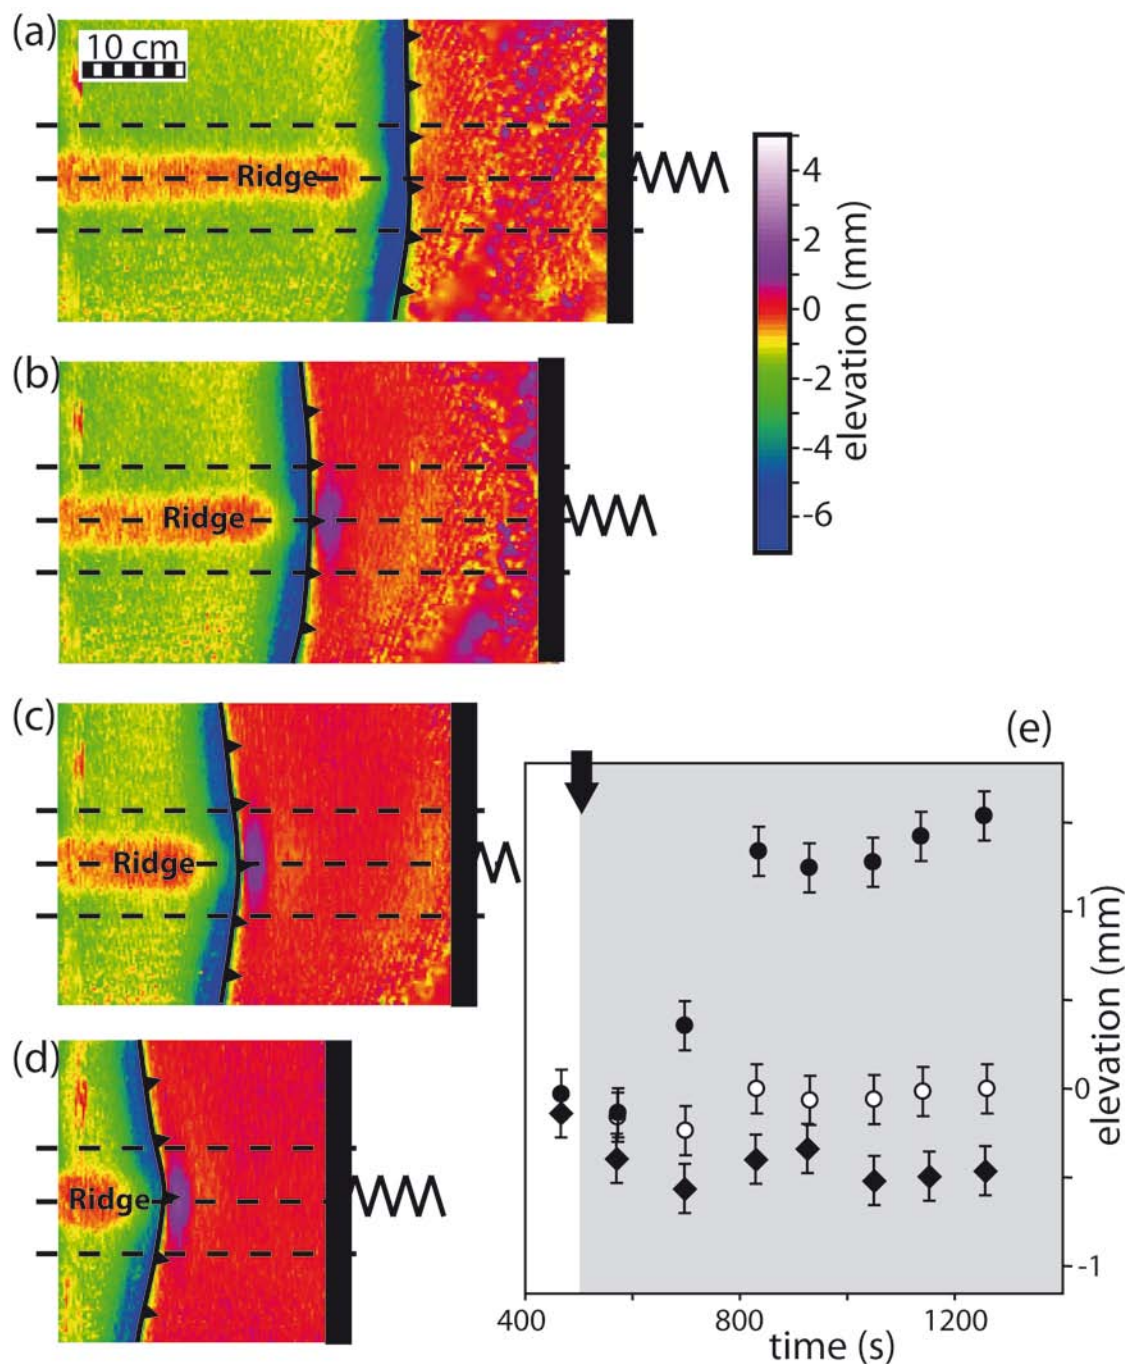 (a)
10 cm
Ridge
4
2
0
-2
-4
-6
elevation (mm)
(b)
Ridge
(c)
Ridge
(d)
Ridge
(e)
1
0
-1
elevation (mm)
400
800
1200
time (s)